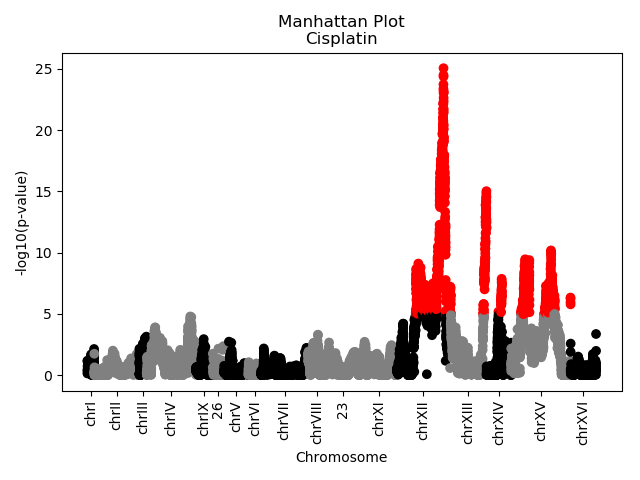 Manhattan Plot
Cisplatin
-log10(p-value)
25
20
15
10
5
0
chrI
chrII
chrIII
chrIV
chrIX
26
chrV
chrVI
chrVII
chrVIII
23
chrXI
chrXII
chrXIII
chrXIV
chrXV
chrXVI
Chromosome